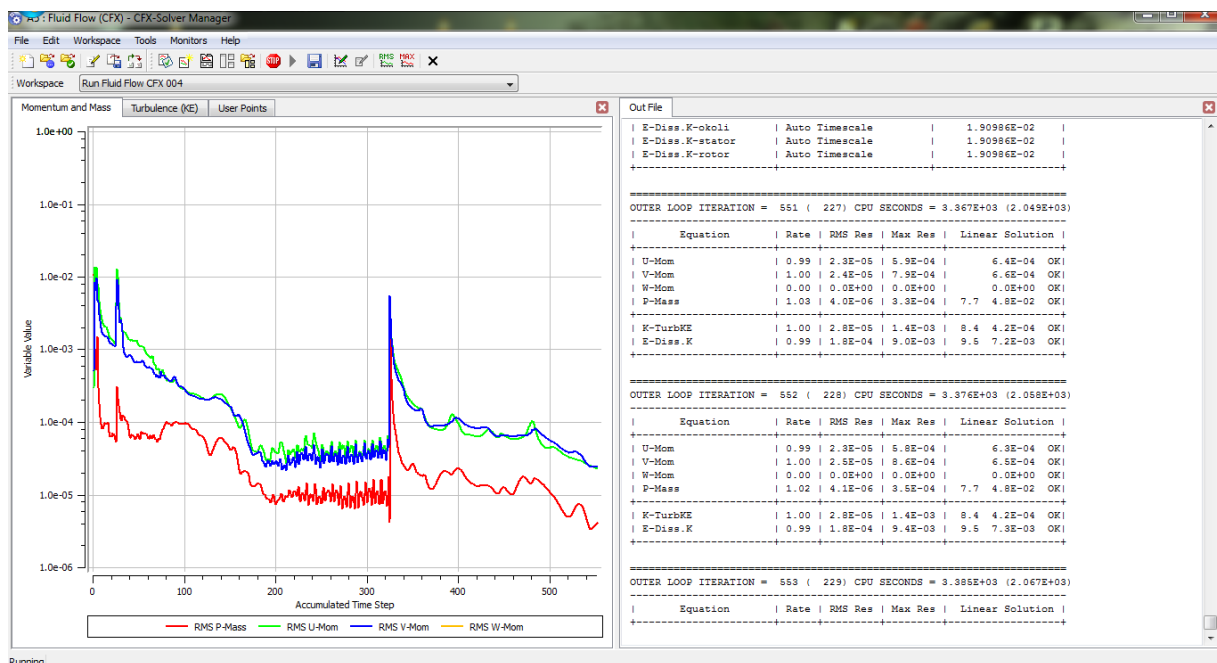 A5 : Fluid Flow (CFX) - CFX-Solver Manager
File Edit Workspace Tools Monitors Help
STOP RMS MAX
Workspace Run Fluid Flow CFX 004
Momentum and Mass Turbulence (KE) User Points
1.0e+00
1.0e-01
1.0e-02
1.0e-03
1.0e-04
1.0e-05
1.0e-06
Variable Value
0 100 200 300 400 500
Accumulated Time Step
RMS P-Mass RMS U-Mom RMS V-Mom RMS W-Mom
Out File
| E-Diss.K-okoli | Auto Timescale | 1.90986E-02 |
| E-Diss.K-stator | Auto Timescale | 1.90986E-02 |
| E-Diss.K-rotor | Auto Timescale | 1.90986E-02 |
OUTER LOOP ITERATION = 551 ( 227) CPU SECONDS = 3.367E+03 (2.049E+03)
| Equation | Rate | RMS Res | Max Res | Linear Solution |
| U-Mom | 0.99 | 2.3E-05 | 5.9E-04 | 6.4E-04 OK|
| V-Mom | 1.00 | 2.4E-05 | 7.9E-04 | 6.6E-04 OK|
| W-Mom | 0.00 | 0.0E+00 | 0.0E+00 | 0.0E+00 OK|
| P-Mass | 1.03 | 4.0E-06 | 3.3E-04 | 7.7 4.8E-02 OK|
| K-TurbKE | 1.00 | 2.8E-05 | 1.4E-03 | 8.4 4.2E-04 OK|
| E-Diss.K | 0.99 | 1.8E-04 | 9.0E-03 | 9.5 7.2E-03 OK|
OUTER LOOP ITERATION = 552 ( 228) CPU SECONDS = 3.376E+03 (2.058E+03)
| Equation | Rate | RMS Res | Max Res | Linear Solution |
| U-Mom | 0.99 | 2.3E-05 | 5.8E-04 | 6.3E-04 OK|
| V-Mom | 1.00 | 2.5E-05 | 8.6E-04 | 6.5E-04 OK|
| W-Mom | 0.00 | 0.0E+00 | 0.0E+00 | 0.0E+00 OK|
| P-Mass | 1.02 | 4.1E-06 | 3.5E-04 | 7.7 4.8E-02 OK|
| K-TurbKE | 1.00 | 2.8E-05 | 1.4E-03 | 8.4 4.2E-04 OK|
| E-Diss.K | 0.99 | 1.8E-04 | 9.4E-03 | 9.5 7.3E-03 OK|
OUTER LOOP ITERATION = 553 ( 229) CPU SECONDS = 3.385E+03 (2.067E+03)
| Equation | Rate | RMS Res | Max Res | Linear Solution |
Running